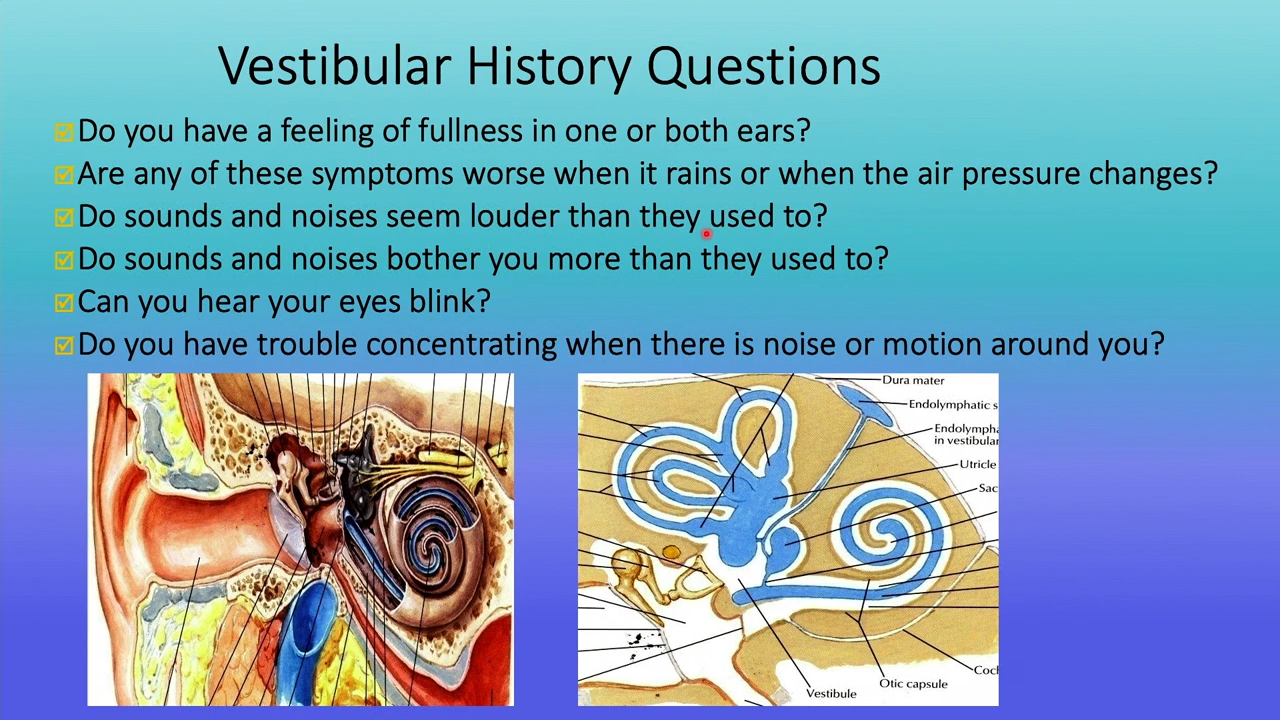 Vestibular History Questions
Do you have a feeling of fullness in one or both ears?
Are any of these symptoms worse when it rains or when the air pressure changes?
Do sounds and noises seem louder than they used to?
Do sounds and noises bother you more than they used to?
Can you hear your eyes blink?
Do you have trouble concentrating when there is noise or motion around you?
Dura mater
Endolymphatic s
Endolympha
in vestibular
Utricle
Sac
Coch
Otic capsule
Vestibule